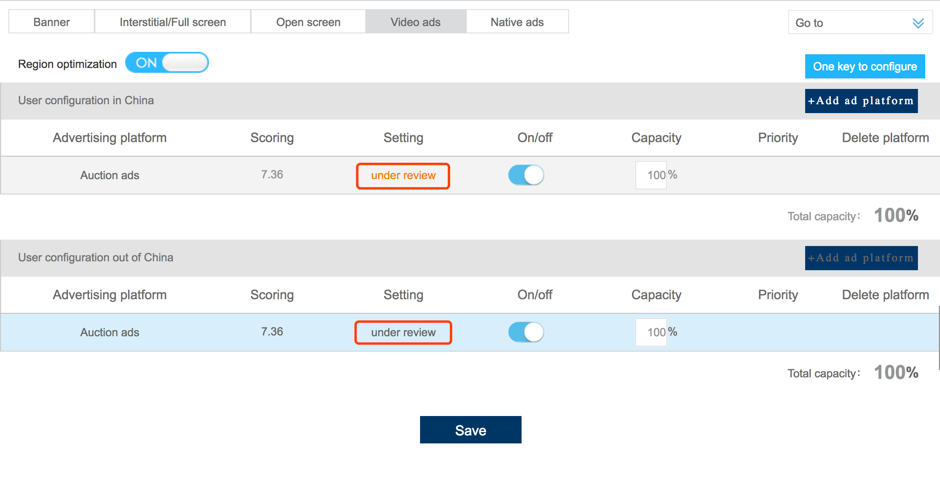 Banner Interstitial/Full screen Open screen Video ads Native ads Go to
Region optimization ON One key to configure
User configuration in China +Add ad platform
Advertising platform Scoring Setting On/off Capacity Priority Delete platform
Auction ads 7.36 under review 100%
Total capacity: 100%
User configuration out of China +Add ad platform
Advertising platform Scoring Setting On/off Capacity Priority Delete platform
Auction ads 7.36 under review 100%
Total capacity: 100%
Save